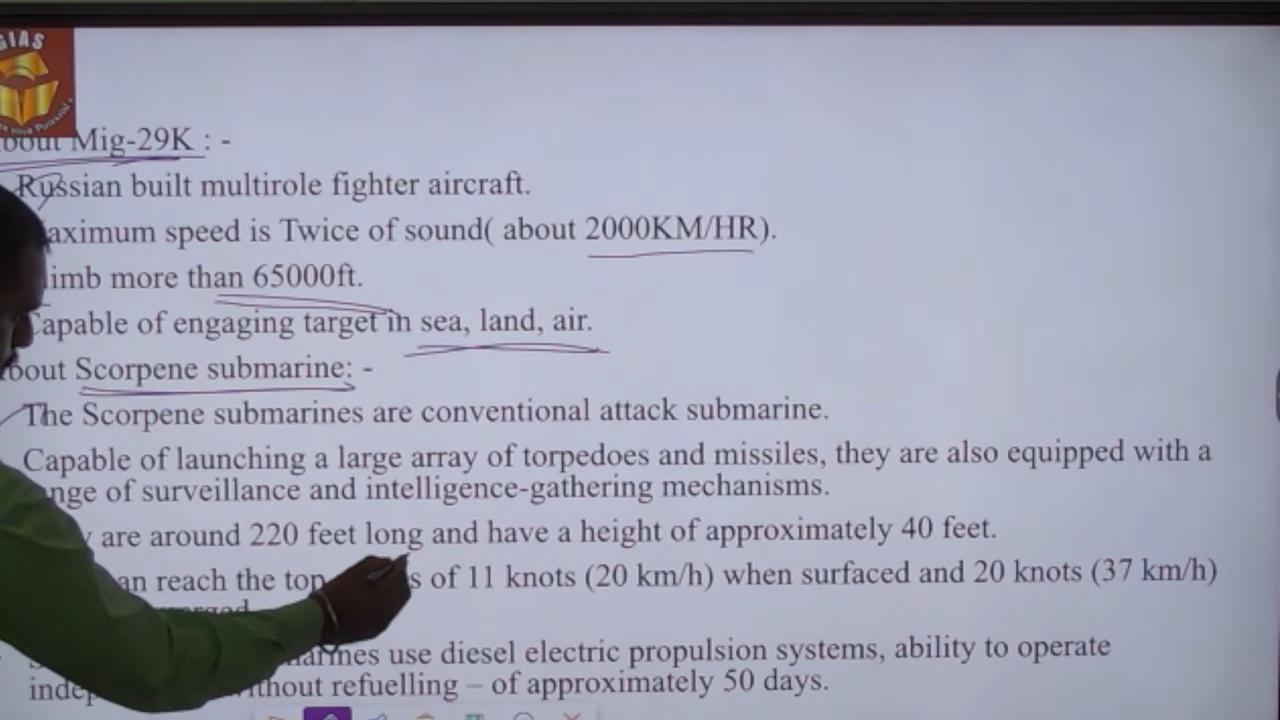 GIAS
bout Mig-29K : -
Russian built multirole fighter aircraft.
aximum speed is Twice of sound( about 2000KM/HR).
limb more than 65000ft.
Capable of engaging target in sea, land, air.
bout Scorpene submarine: -
The Scorpene submarines are conventional attack submarine.
Capable of launching a large array of torpedoes and missiles, they are also equipped with a
nge of surveillance and intelligence-gathering mechanisms.
y are around 220 feet long and have a height of approximately 40 feet.
an reach the top s of 11 knots (20 km/h) when surfaced and 20 knots (37 km/h)
marines use diesel electric propulsion systems, ability to operate
indep thout refuelling – of approximately 50 days.